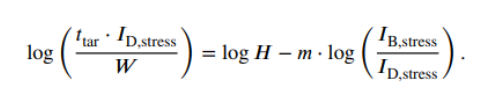 log ( t_tar · I_D,stress / W ) = log H − m · log ( I_B,stress / I_D,stress ) .